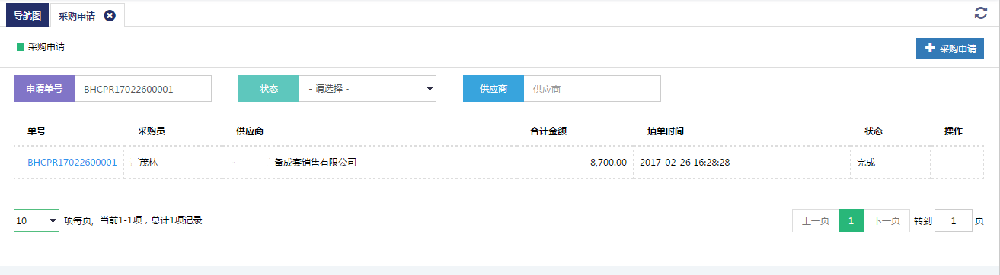 导航图 采购申请
采购申请 采购申请
申请单号 BHCPR17022600001 状态 - 请选择 - 供应商 供应商
单号 采购员 供应商 合计金额 填单时间 状态 操作
BHCPR17022600001 茂林 备成套销售有限公司 8,700.00 2017-02-26 16:28:28 完成
10 项每页, 当前1-1项，总计1项记录 上一页 1 下一页 转到 1 页